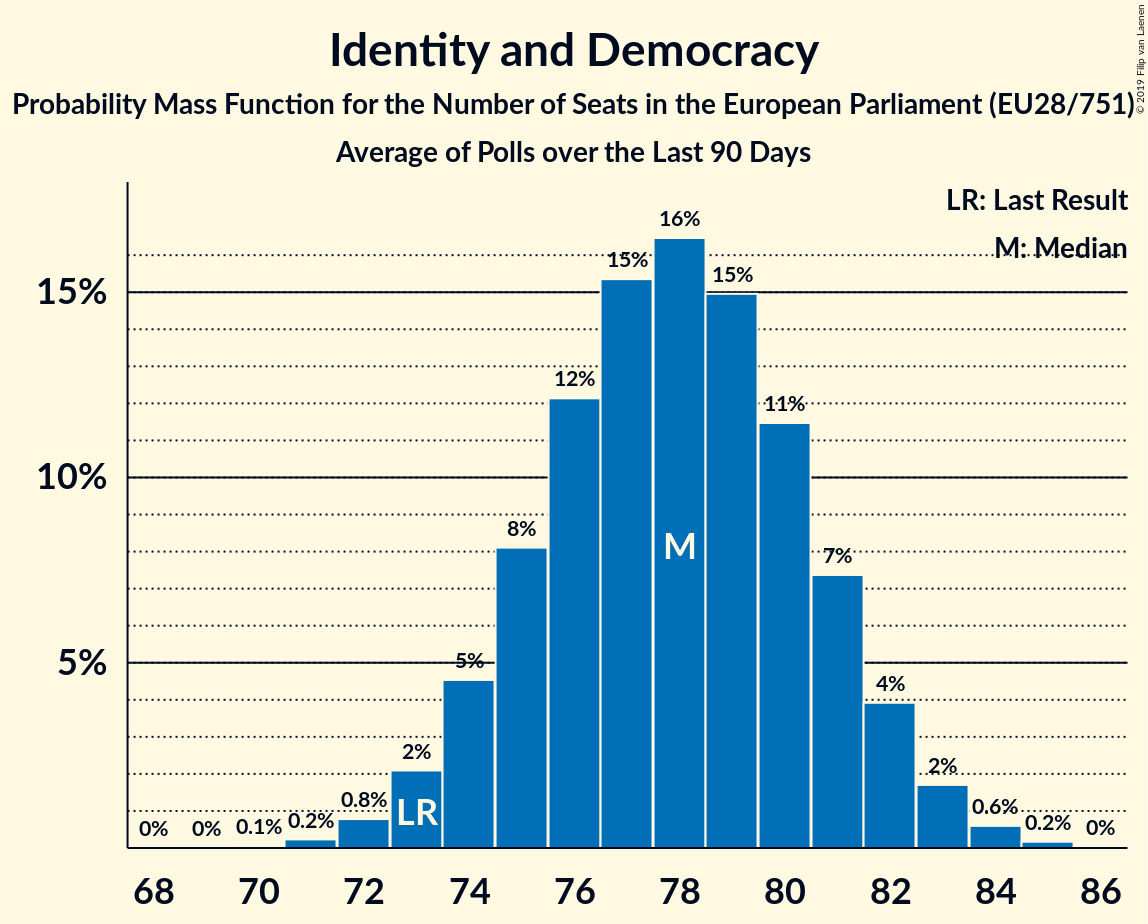 Identity and Democracy
Probability Mass Function for the Number of Seats in the European Parliament (EU28/751)
Average of Polls over the Last 90 Days
© 2019 Filip van Laenen
LR: Last Result
M: Median
15%
10%
5%
0%
0%
0.1%
0.2%
0.8%
2%
5%
8%
12%
15%
16%
15%
11%
7%
4%
2%
0.6%
0.2%
0%
LR
M
68 70 72 74 76 78 80 82 84 86